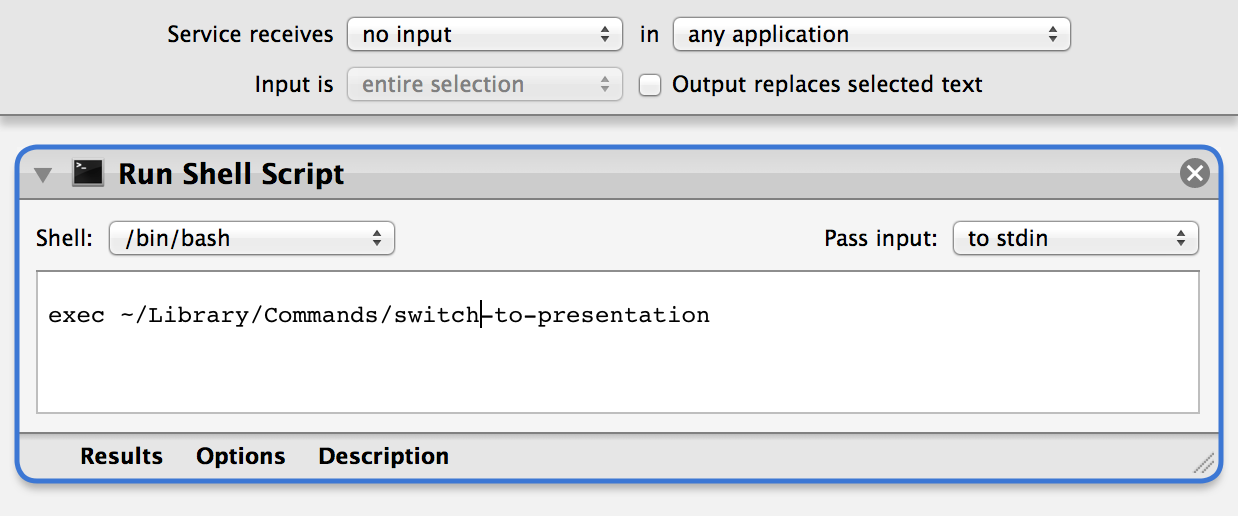 Service receives no input in any application
Input is entire selection Output replaces selected text
Run Shell Script
Shell: /bin/bash Pass input: to stdin
exec ~/Library/Commands/switch-to-presentation
Results Options Description